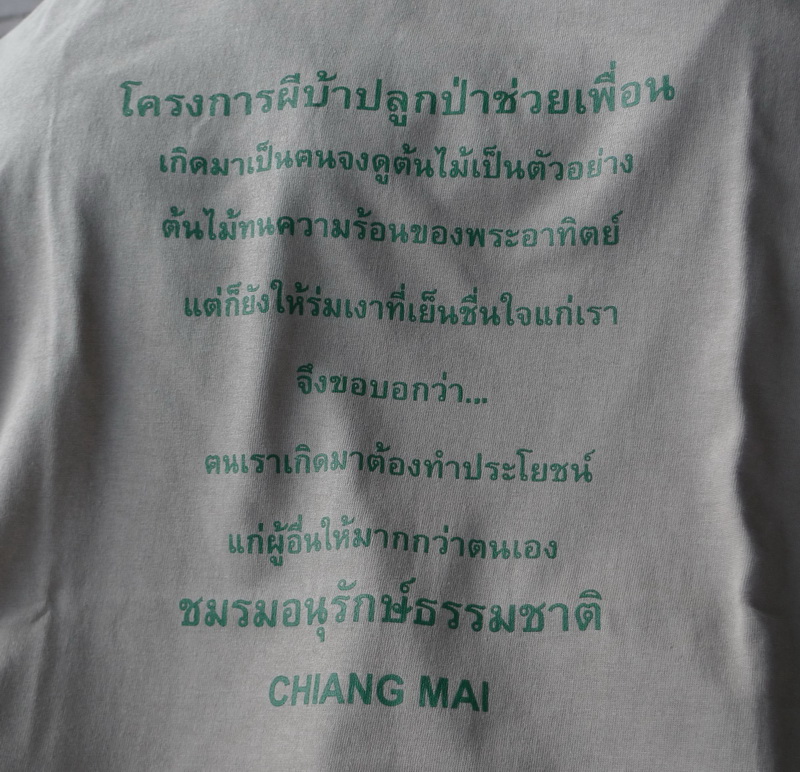 โครงการผีบ้าปลูกป่าช่วยเพื่อน
เกิดมาเป็นฅนจงดูต้นไม้เป็นตัวอย่าง
ต้นไม้ทนความร้อนของพระอาทิตย์
แต่ก็ยังให้ร่มเงาที่เย็นชื่นใจแก่เรา
จึงขอบอกว่า...
ฅนเราเกิดมาต้องทำประโยชน์
แก่ผู้อื่นให้มากกว่าตนเอง
ชมรมอนุรักษ์ธรรมชาติ
CHIANG MAI